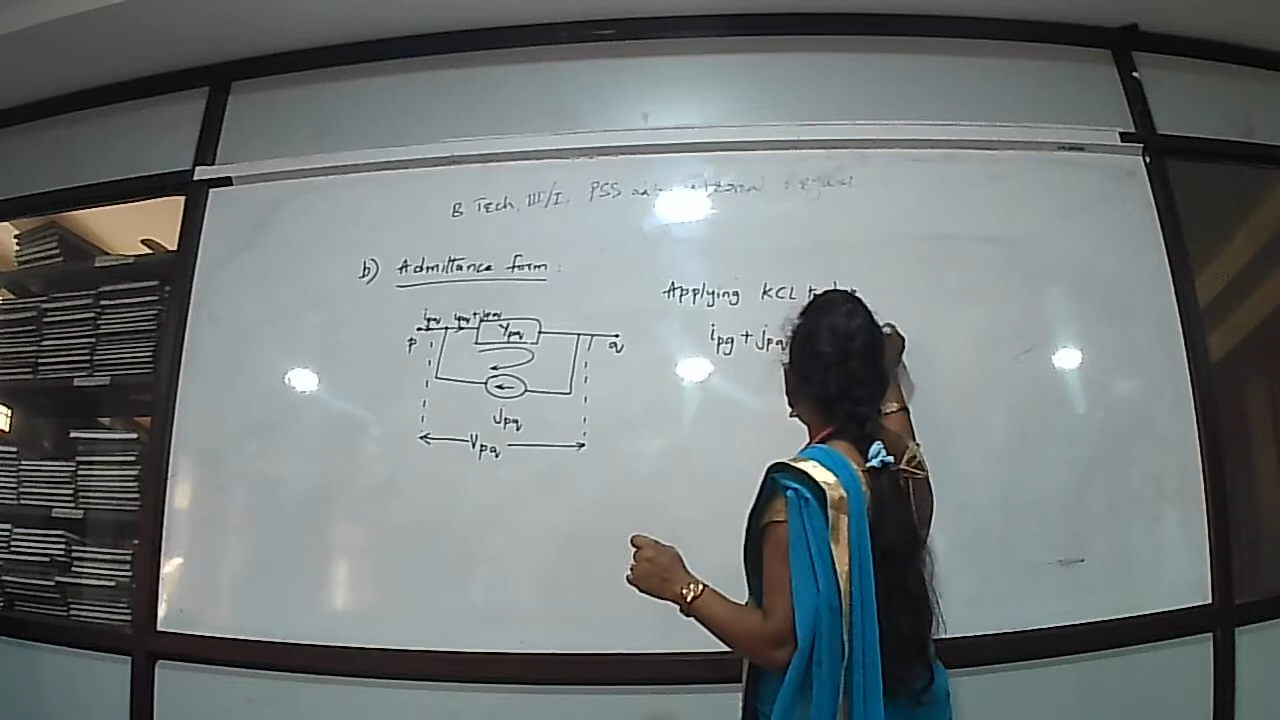 B Tech, III/I, PSS
b) Admittance form:
Applying KCL
ipq + jpq
ipq ipq+jpq
Ypq
p q
jpq
Vpq